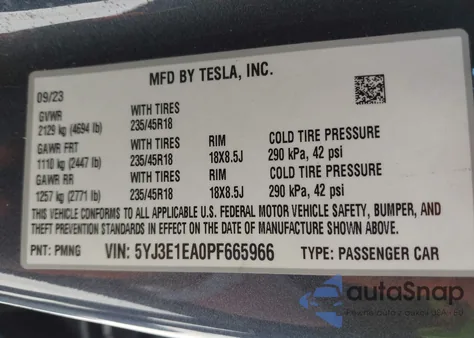 MFD BY TESLA, INC.
09/23
GVWR WITH TIRES
2129 kg (4694 lb) 235/45R18
GAWR FRT WITH TIRES RIM COLD TIRE PRESSURE
1110 kg (2447 lb) 235/45R18 18X8.5J 290 kPa, 42 psi
GAWR RR WITH TIRES RIM COLD TIRE PRESSURE
1257 kg (2771 lb) 235/45R18 18X8.5J 290 kPa, 42 psi
THIS VEHICLE CONFORMS TO ALL APPLICABLE U.S. FEDERAL MOTOR VEHICLE SAFETY, BUMPER, AND
THEFT PREVENTION STANDARDS IN EFFECT ON THE DATE OF MANUFACTURE SHOWN ABOVE.
PNT: PMNG VIN: 5YJ3E1EA0PF665966 TYPE: PASSENGER CAR
autoSnap